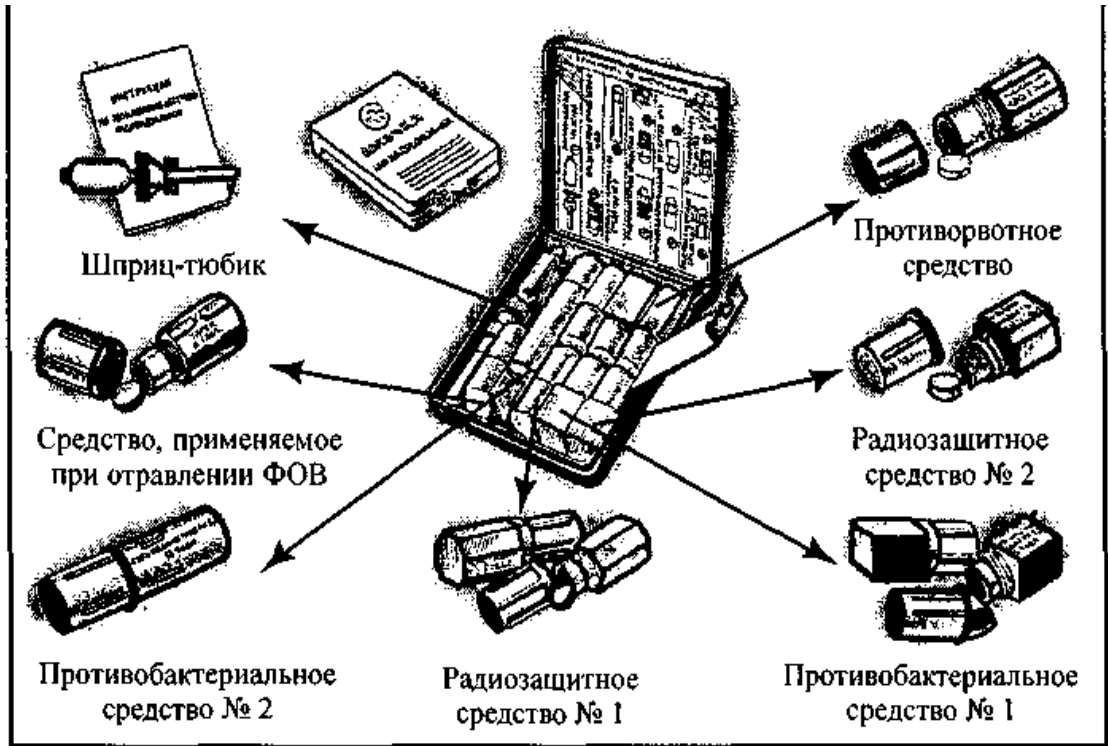 ИНСТРУКЦИЯ
Шприц-тюбик
Противорвотное
средство
Средство, применяемое
при отравлении ФОВ
Радиозащитное
средство № 2
Противобактериальное
средство № 2
Радиозащитное
средство № 1
Противобактериальное
средство № 1